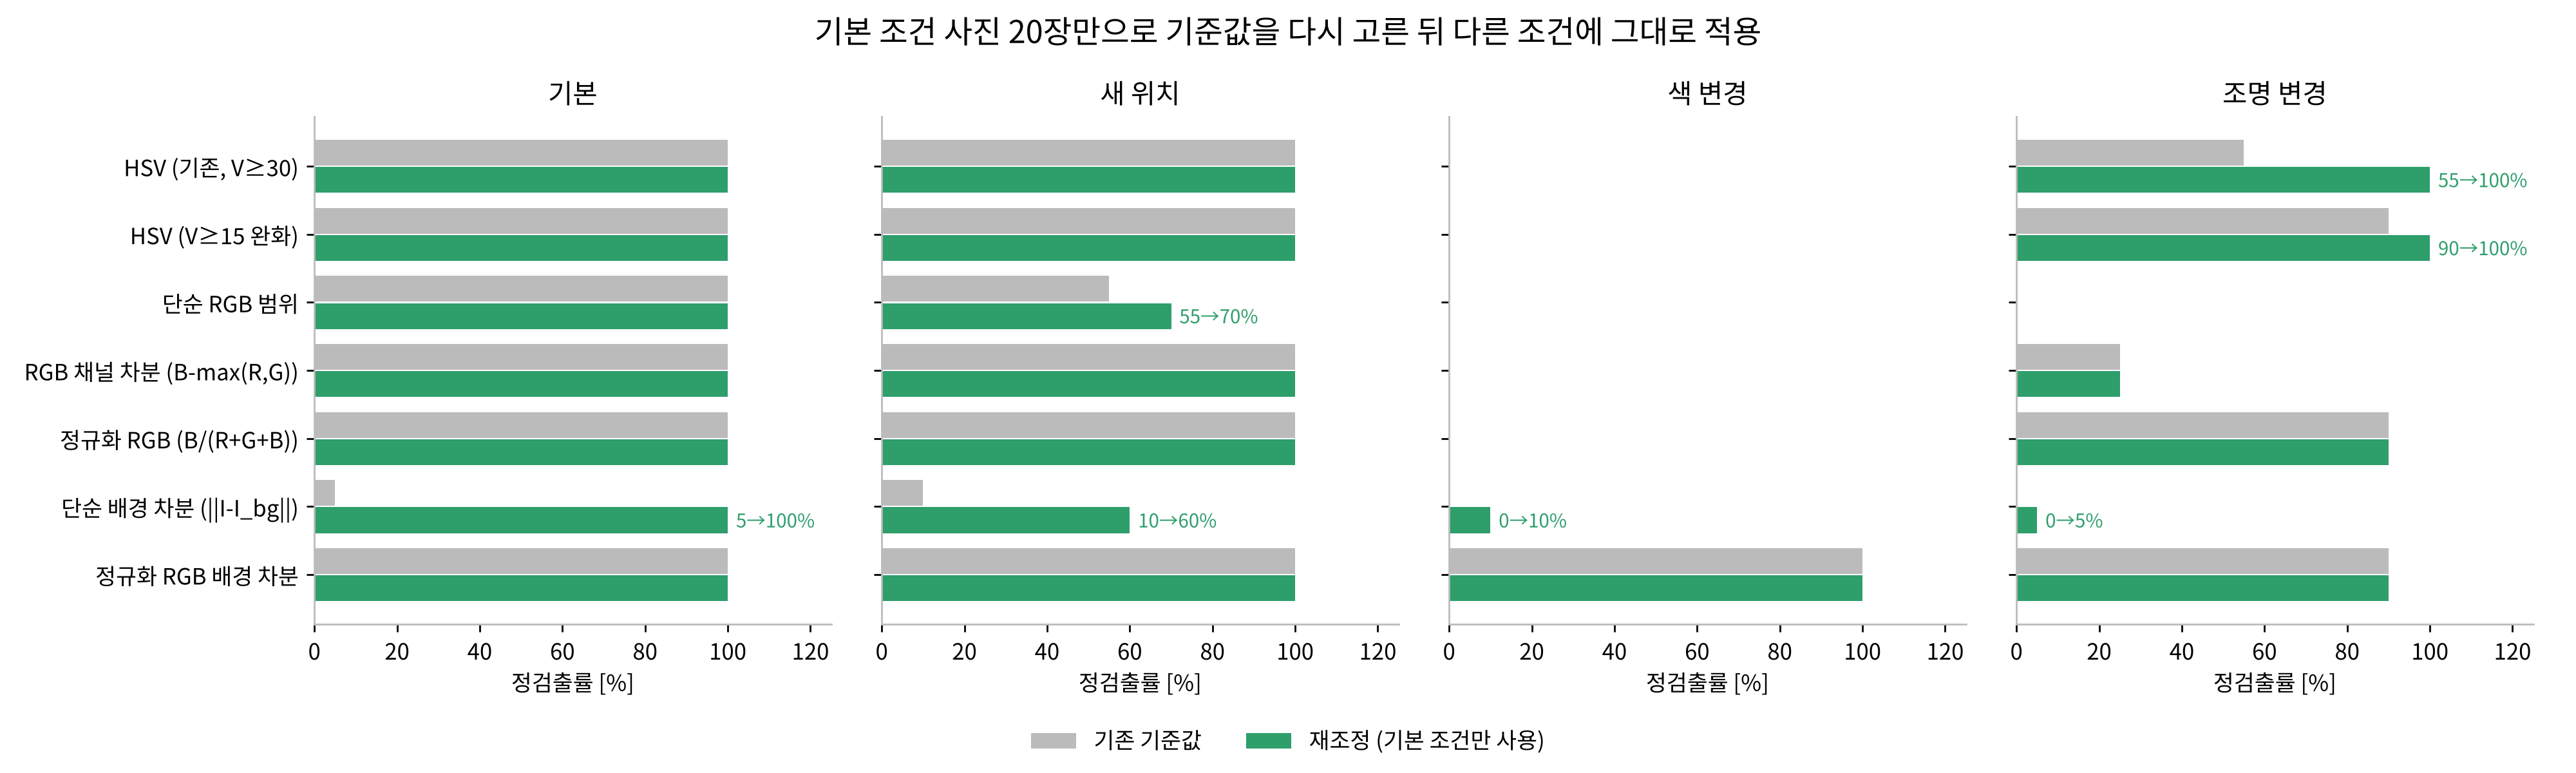 기본 조건 사진 20장만으로 기준값을 다시 고른 뒤 다른 조건에 그대로 적용
기본
새 위치
색 변경
조명 변경
HSV (기존, V≥30)
55→100%
HSV (V≥15 완화)
90→100%
단순 RGB 범위
55→70%
RGB 채널 차분 (B-max(R,G))
정규화 RGB (B/(R+G+B))
단순 배경 차분 (||I-I_bg||)
5→100%
10→60%
0→10%
0→5%
정규화 RGB 배경 차분
0 20 40 60 80 100 120
0 20 40 60 80 100 120
0 20 40 60 80 100 120
0 20 40 60 80 100 120
정검출률 [%]
정검출률 [%]
정검출률 [%]
정검출률 [%]
기존 기준값
재조정 (기본 조건만 사용)